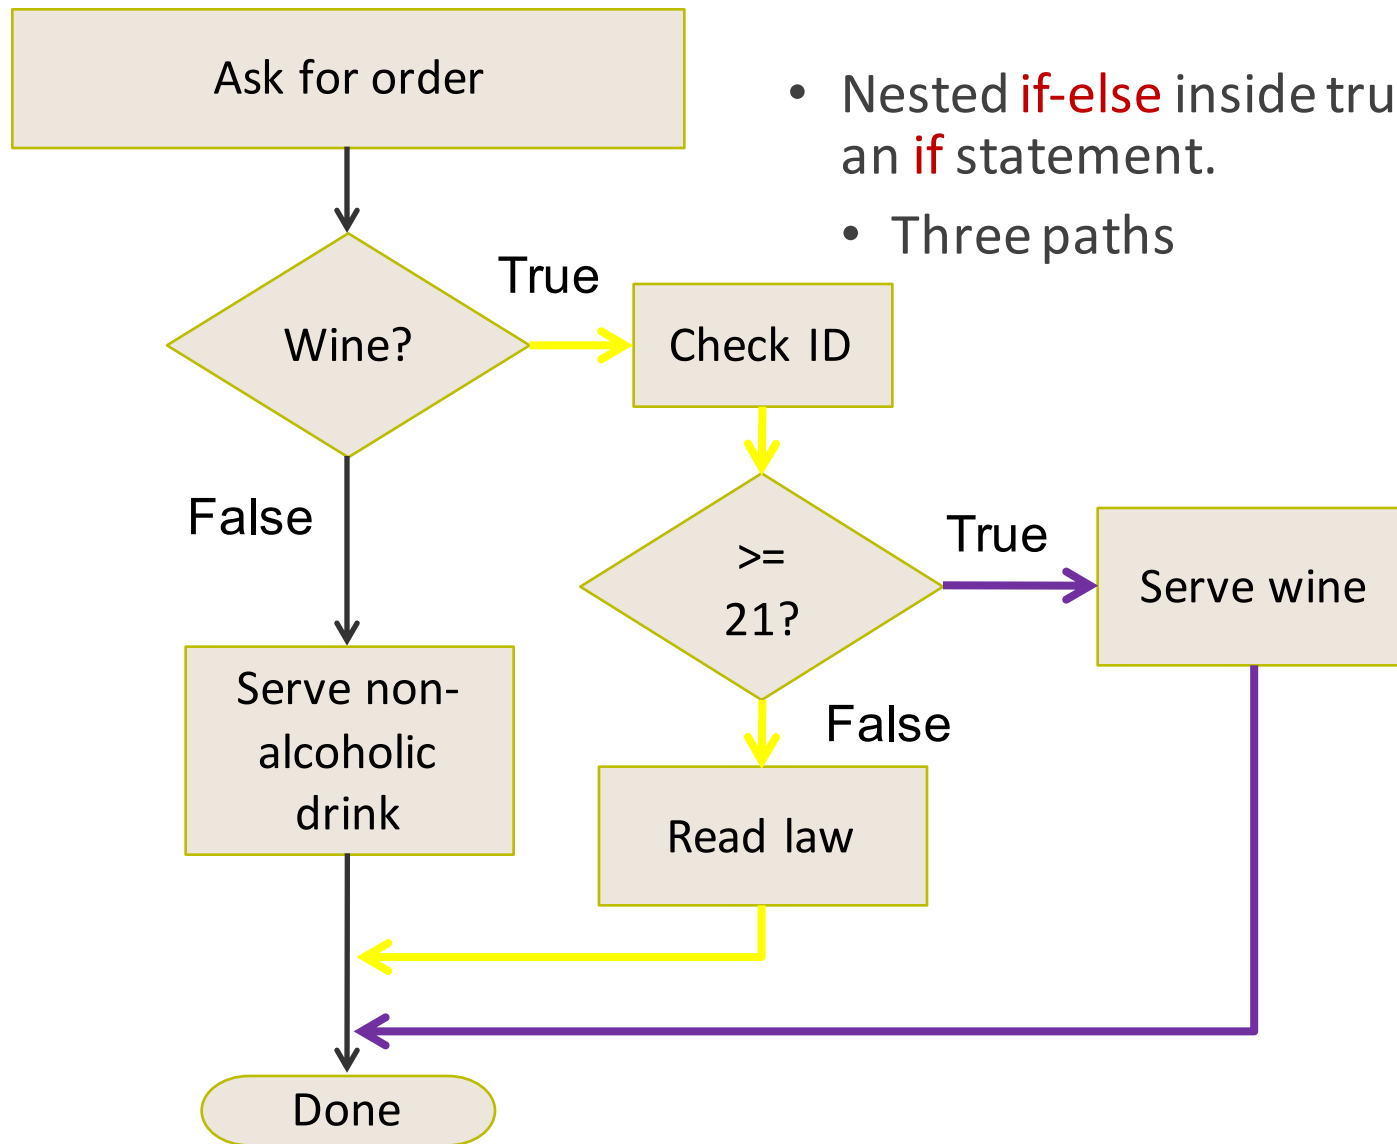 Ask for order
• Nested if-else inside tru
an if statement.
• Three paths
True
Wine?
Check ID
False
>=
21?
True
Serve wine
Serve non-
alcoholic
drink
False
Read law
Done